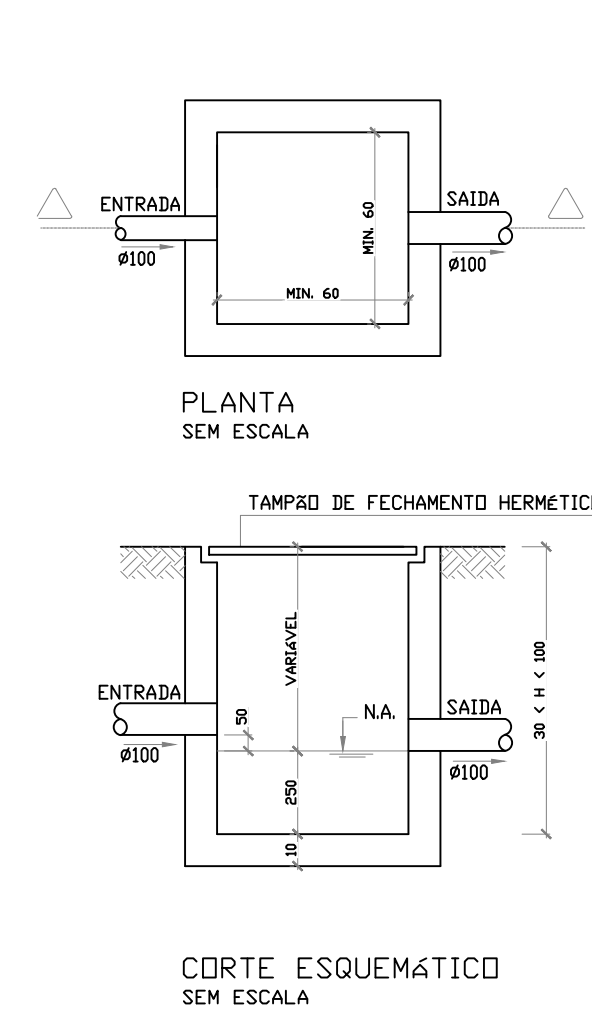 ENTRADA
SAIDA
Ø100
Ø100
MIN. 60
MIN. 60
PLANTA
SEM ESCALA
TAMPãO DE FECHAMENTO HERMéTIC
VARIáVEL
30 < H < 100
ENTRADA
SAIDA
50
N.A.
Ø100
Ø100
250
10
CORTE ESQUEMáTICO
SEM ESCALA